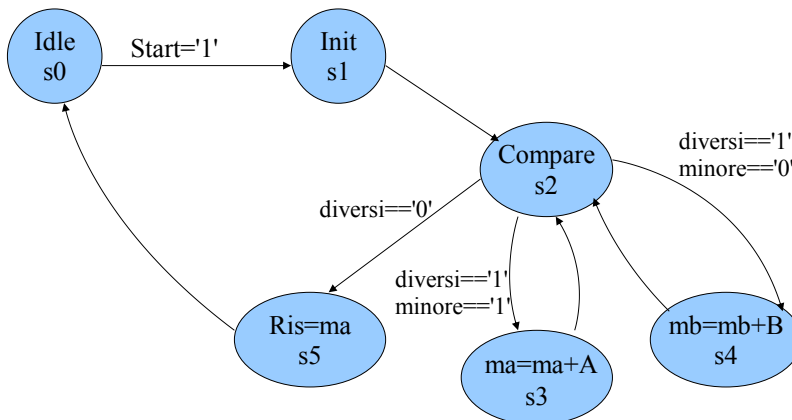 Idle
s0
Start='1'
Init
s1
Compare
s2
diversi=='1'
minore=='0'
diversi=='0'
diversi=='1'
minore=='1'
Ris=ma
s5
ma=ma+A
s3
mb=mb+B
s4